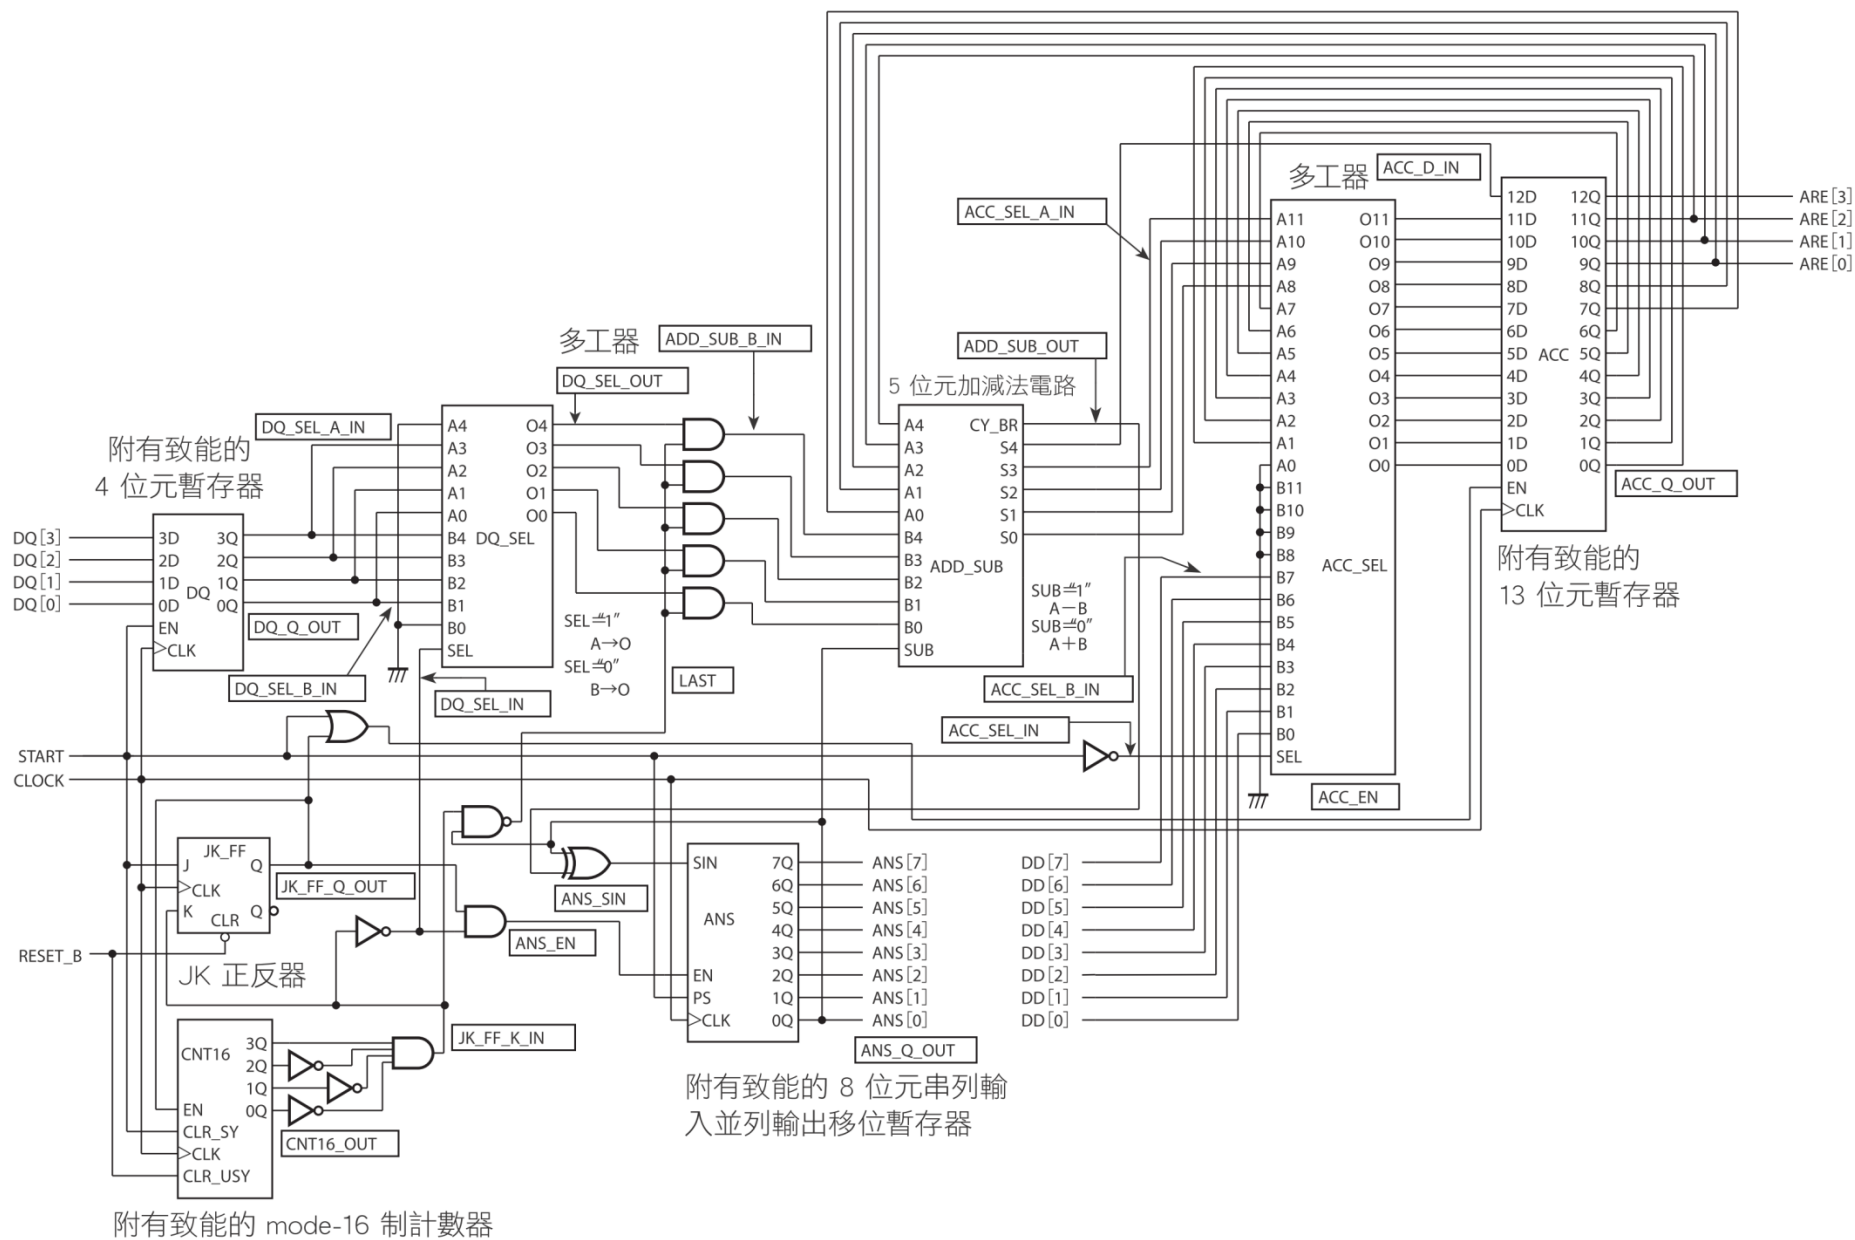 多工器
ACC_D_IN
ACC_SEL_A_IN
12D 12Q ARE[3]
A11 O11 11D 11Q ARE[2]
A10 O10 10D 10Q ARE[1]
A9 O9 9D 9Q ARE[0]
A8 O8 8D 8Q
A7 O7 7D 7Q
A6 O6 6D 6Q
A5 O5 5D ACC 5Q
A4 O4 4D 4Q
A3 O3 3D 3Q
A2 O2 2D 2Q
A1 O1 1D 1Q
A0 O0 0D 0Q
B11 EN
ACC_Q_OUT
B10 CLK
B9
B8
B7
B6
B5
B4
B3
B2
B1
B0
SEL
ACC_SEL
ACC_EN
附有致能的
13 位元暫存器
多工器
ADD_SUB_B_IN
DQ_SEL_OUT
ADD_SUB_OUT
5 位元加減法電路
A4 CY_BR
A3 S4
A2 S3
A1 S2
A0 S1
B4 S0
B3
ADD_SUB
B2
B1
B0
SUB
SUB="1"
A−B
SUB="0"
A+B
ACC_SEL_B_IN
ACC_SEL_IN
DQ_SEL_A_IN
附有致能的
4 位元暫存器
A4 O4
A3 O3
A2 O2
A1 O1
A0 O0
B4 DQ_SEL
B3
B2
B1
B0
SEL
SEL="1"
A→O
SEL="0"
B→O
DQ[3] 3D 3Q
DQ[2] 2D 2Q
DQ[1] 1D 1Q
DQ
DQ[0] 0D 0Q
EN
CLK
DQ_Q_OUT
DQ_SEL_B_IN
DQ_SEL_IN
LAST
START
CLOCK
JK_FF
J Q
CLK
K Q
CLR
JK_FF_Q_OUT
RESET_B
JK 正反器
ANS_SIN
ANS_EN
SIN 7Q ANS[7]
6Q ANS[6]
5Q ANS[5]
ANS
4Q ANS[4]
3Q ANS[3]
EN 2Q ANS[2]
PS 1Q ANS[1]
CLK 0Q ANS[0]
ANS_Q_OUT
DD[7]
DD[6]
DD[5]
DD[4]
DD[3]
DD[2]
DD[1]
DD[0]
附有致能的 8 位元串列輸
入並列輸出移位暫存器
JK_FF_K_IN
CNT16
3Q
2Q
1Q
0Q
EN
CLR_SY
CLK
CLR_USY
CNT16_OUT
附有致能的 mode-16 制計數器